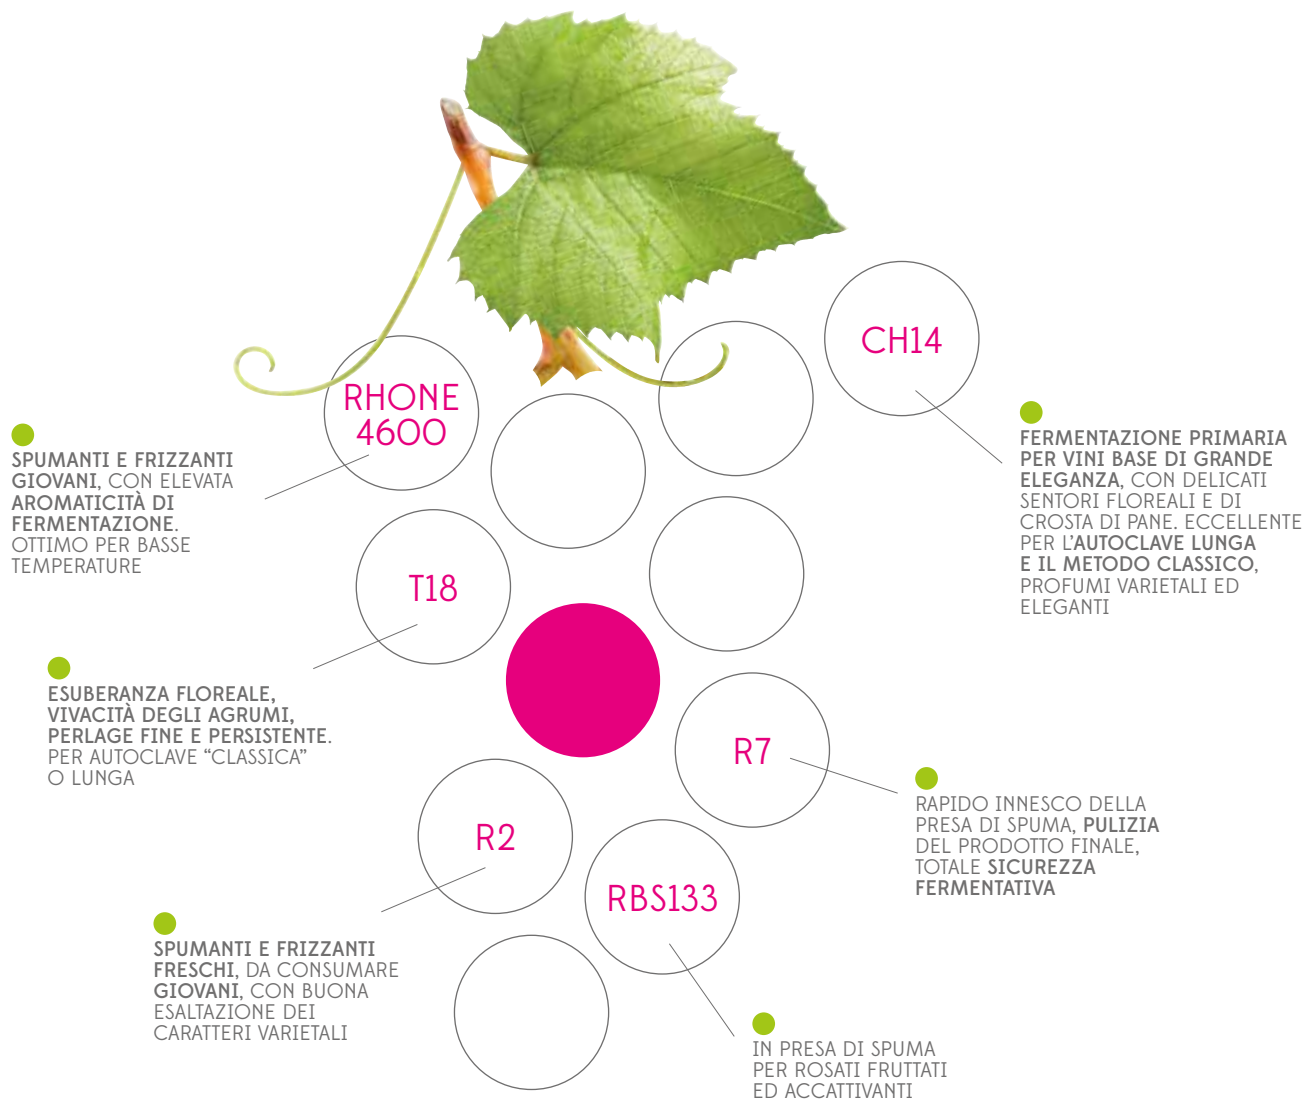 CH14
RHONE
4600
SPUMANTI E FRIZZANTI
GIOVANI, CON ELEVATA
AROMATICITÀ DI
FERMENTAZIONE.
OTTIMO PER BASSE
TEMPERATURE
FERMENTAZIONE PRIMARIA
PER VINI BASE DI GRANDE
ELEGANZA, CON DELICATI
SENTORI FLOREALI E DI
CROSTA DI PANE. ECCELLENTE
PER L'AUTOCLAVE LUNGA
E IL METODO CLASSICO,
PROFUMI VARIETALI ED
ELEGANTI
T18
ESUBERANZA FLOREALE,
VIVACITÀ DEGLI AGRUMI,
PERLAGE FINE E PERSISTENTE.
PER AUTOCLAVE “CLASSICA”
O LUNGA
R7
RAPIDO INNESCO DELLA
PRESA DI SPUMA, PULIZIA
DEL PRODOTTO FINALE,
TOTALE SICUREZZA
FERMENTATIVA
R2
SPUMANTI E FRIZZANTI
FRESCHI, DA CONSUMARE
GIOVANI, CON BUONA
ESALTAZIONE DEI
CARATTERI VARIETALI
RBS133
IN PRESA DI SPUMA
PER ROSATI FRUTTATI
ED ACCATTIVANTI